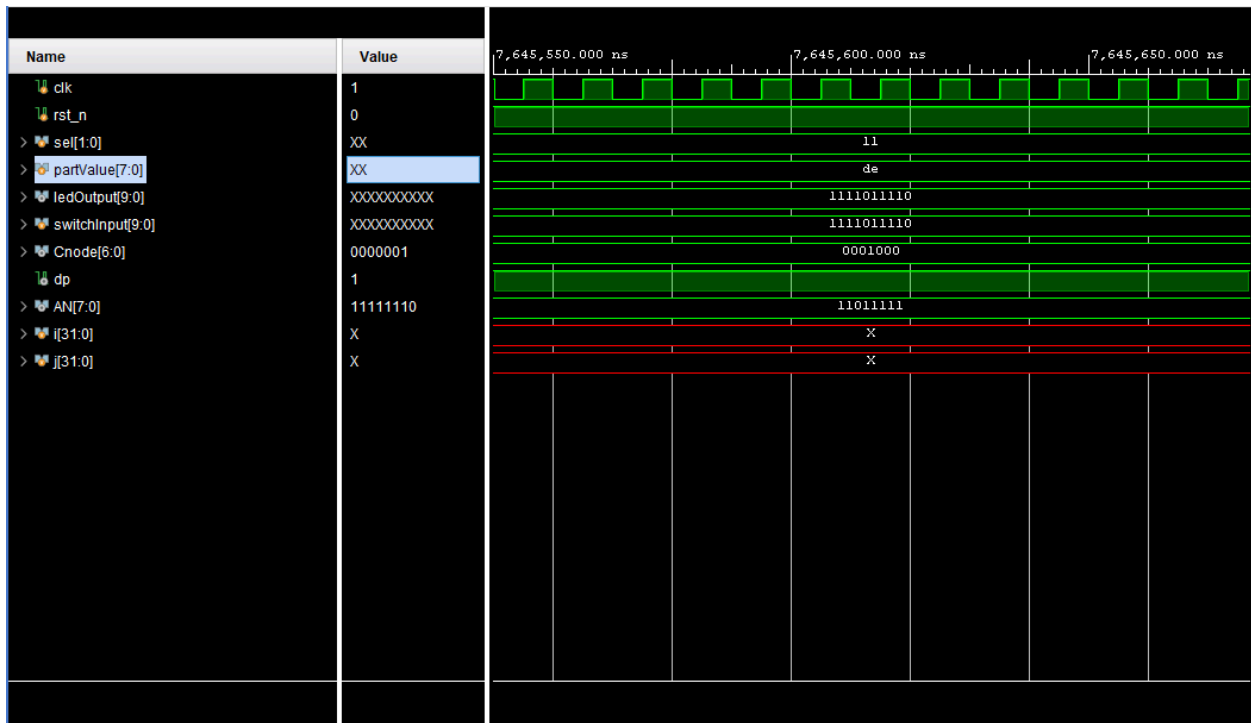 Name Value 7,645,550.000 ns 7,645,600.000 ns 7,645,650.000 ns
clk 1
rst_n 0
> sel[1:0] XX 11
> partValue[7:0] XX de
> ledOutput[9:0] XXXXXXXXXX 1111011110
> switchInput[9:0] XXXXXXXXXX 1111011110
> Cnode[6:0] 0000001 0001000
dp 1
> AN[7:0] 11111110 11011111
> i[31:0] X X
> j[31:0] X X